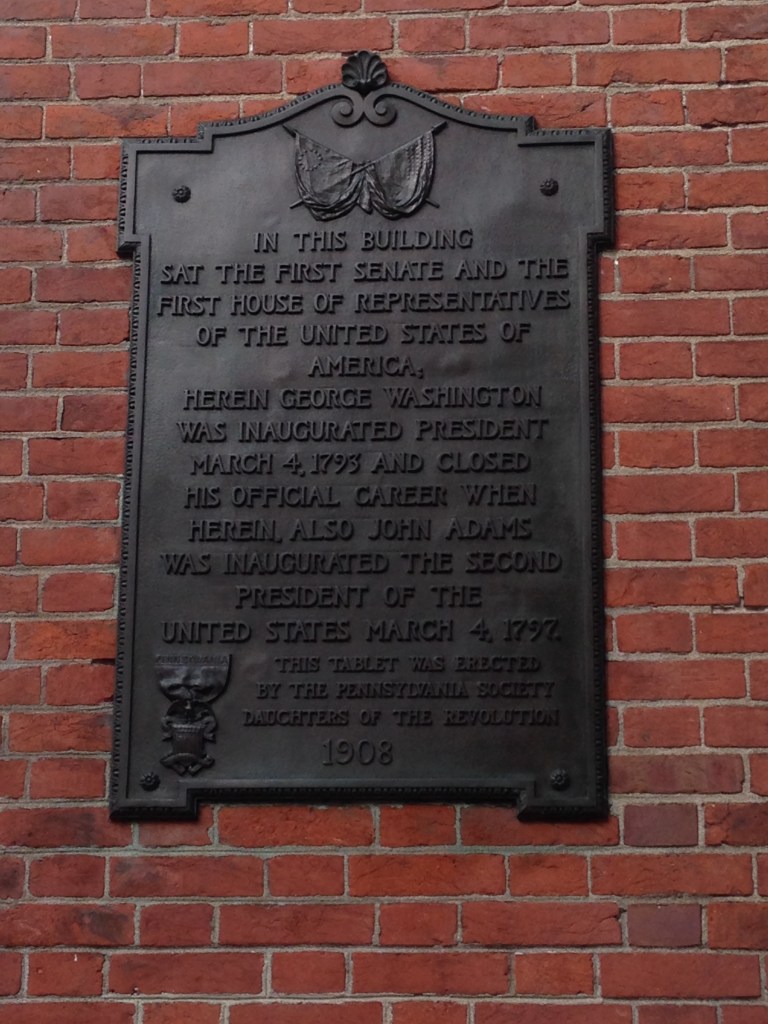 IN THIS BUILDING
SAT THE FIRST SENATE AND THE
FIRST HOUSE OF REPRESENTATIVES
OF THE UNITED STATES OF
AMERICA;
HEREIN GEORGE WASHINGTON
WAS INAUGURATED PRESIDENT
MARCH 4, 1793 AND CLOSED
HIS OFFICIAL CAREER WHEN
HEREIN, ALSO JOHN ADAMS
WAS INAUGURATED THE SECOND
PRESIDENT OF THE
UNITED STATES MARCH 4, 1797.
PENNSYLVANIA
THIS TABLET WAS ERECTED
BY THE PENNSYLVANIA SOCIETY
DAUGHTERS OF THE REVOLUTION
1908